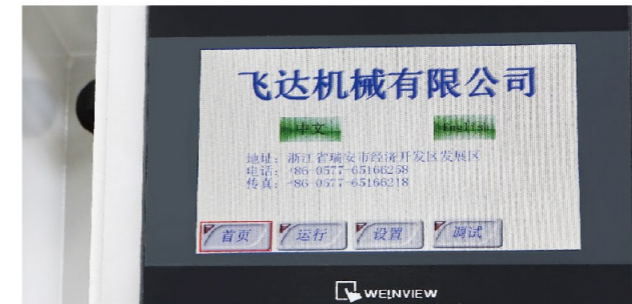 飞达机械有限公司
中文 English
地址：浙江省瑞安市经济开发区发展区
电话：+86-0577-65166258
传真：+86-0577-65166218
首页 运行 设置 调试
WEINVIEW